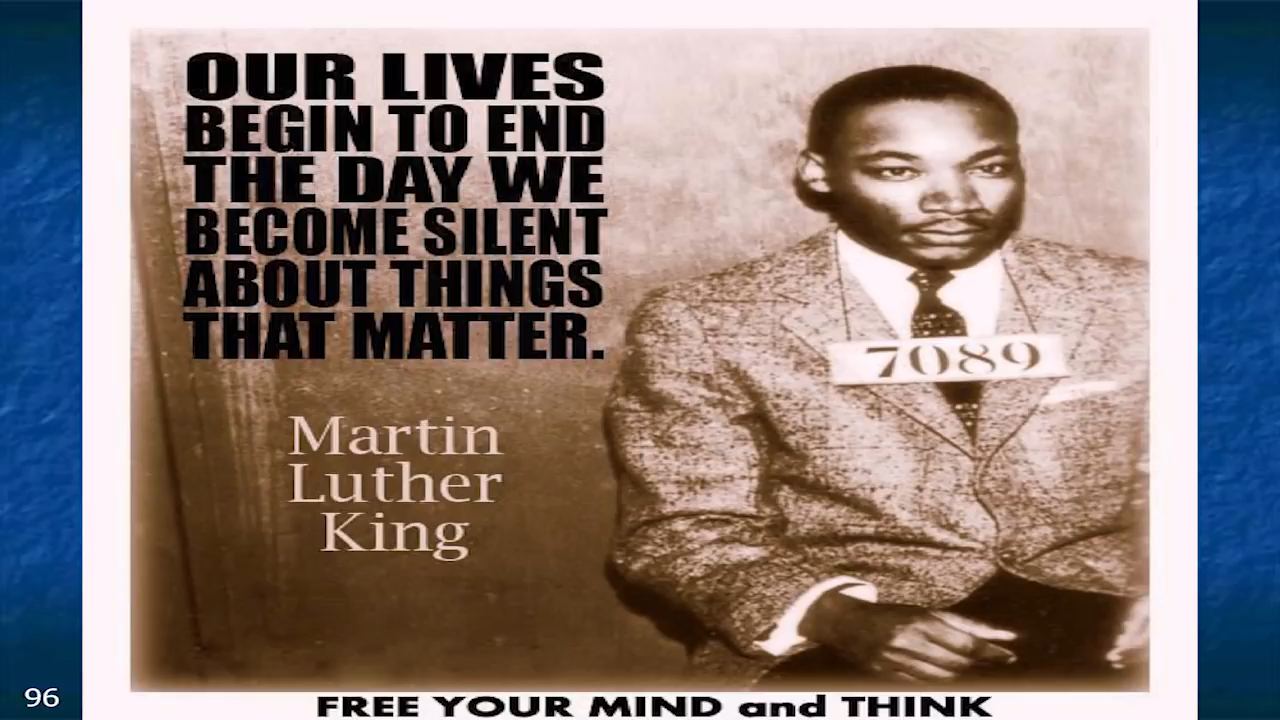 OUR LIVES
BEGIN TO END
THE DAY WE
BECOME SILENT
ABOUT THINGS
THAT MATTER.
Martin
Luther
King
7089
96
FREE YOUR MIND and THINK